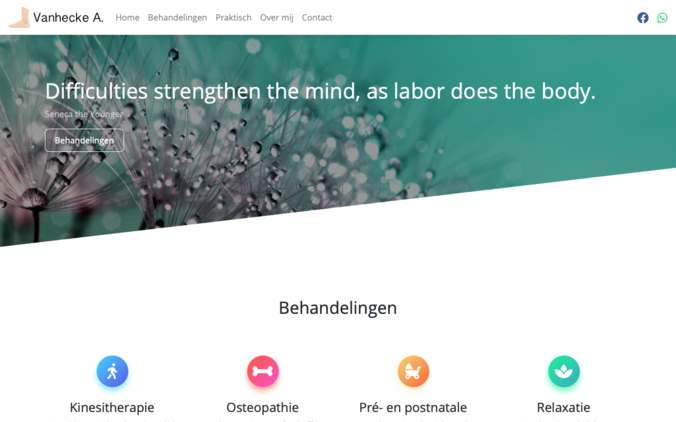 Vanhecke A.
Home Behandelingen Praktisch Over mij Contact
Difficulties strengthen the mind, as labor does the body.
Seneca the Younger
Behandelingen
Behandelingen
Kinesitherapie Osteopathie Pré- en postnatale Relaxatie